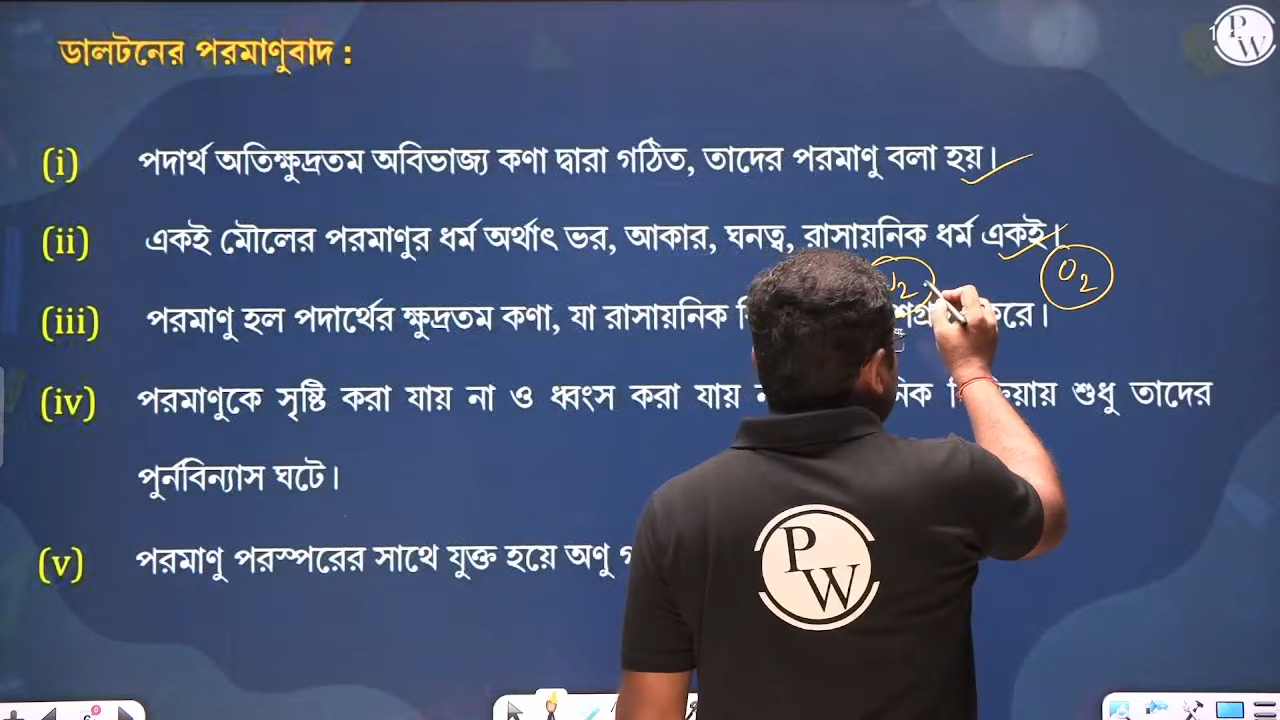 ডালটনের পরমাণুবাদ :
PW
(i) পদার্থ অতিক্ষুদ্রতম অবিভাজ্য কণা দ্বারা গঠিত, তাদের পরমাণু বলা হয়।
(ii) একই মৌলের পরমাণুর ধর্ম অর্থাৎ ভর, আকার, ঘনত্ব, রাসায়নিক ধর্ম একই।
O2
(iii) পরমাণু হল পদার্থের ক্ষুদ্রতম কণা, যা রাসায়নিক করে।
(iv) পরমাণুকে সৃষ্টি করা যায় না ও ধ্বংস করা যায় শুধু তাদের
পুর্নবিন্যাস ঘটে।
(v) পরমাণু পরস্পরের সাথে যুক্ত হয়ে অণু
PW